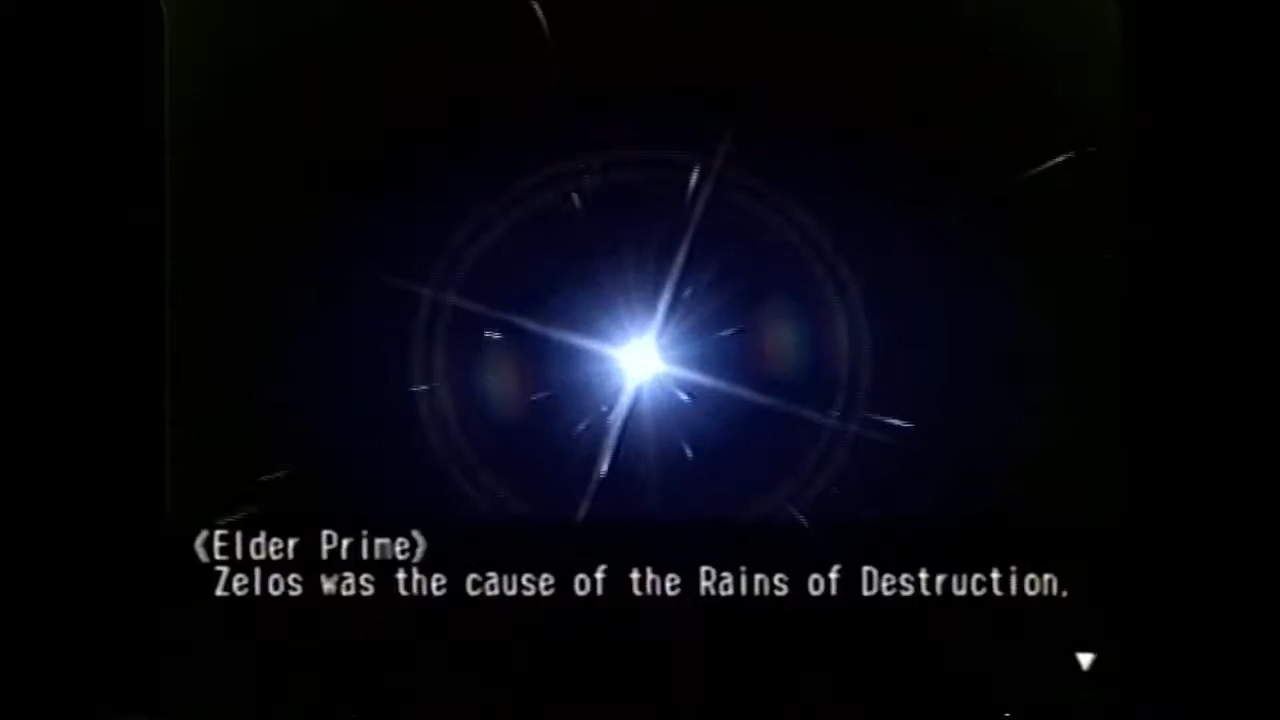 《Elder Prime》
Zelos was the cause of the Rains of Destruction.